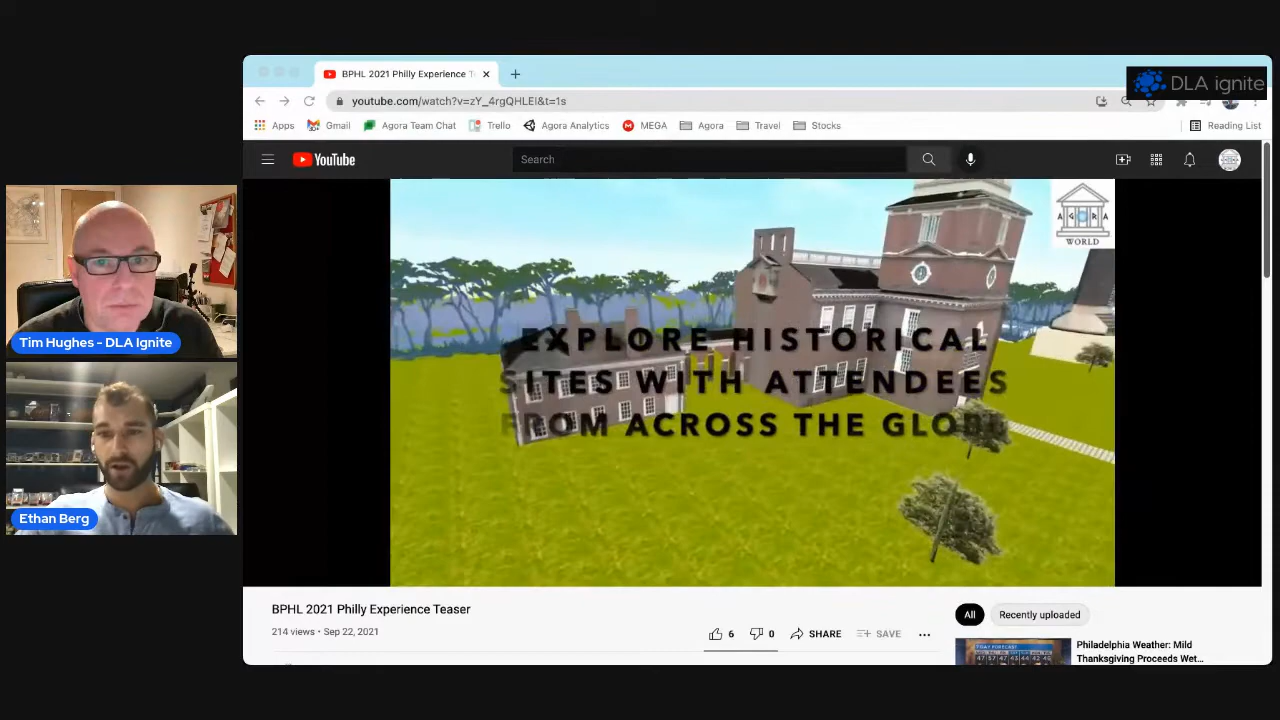 BPHL 2021 Philly Experience T
DLA ignite
youtube.com/watch?v=zY_4rgQHLEI&t=1s
Apps Gmail Agora Team Chat Trello Agora Analytics MEGA Agora Travel Stocks Reading List
YouTube
Search
AGORA
WORLD
EXPLORE HISTORICAL
SITES WITH ATTENDEES
FROM ACROSS THE GLOBE
Tim Hughes - DLA Ignite
Ethan Berg
BPHL 2021 Philly Experience Teaser
214 views • Sep 22, 2021
6 0 SHARE SAVE
All Recently uploaded
Philadelphia Weather: Mild
Thanksgiving Proceeds Wet...